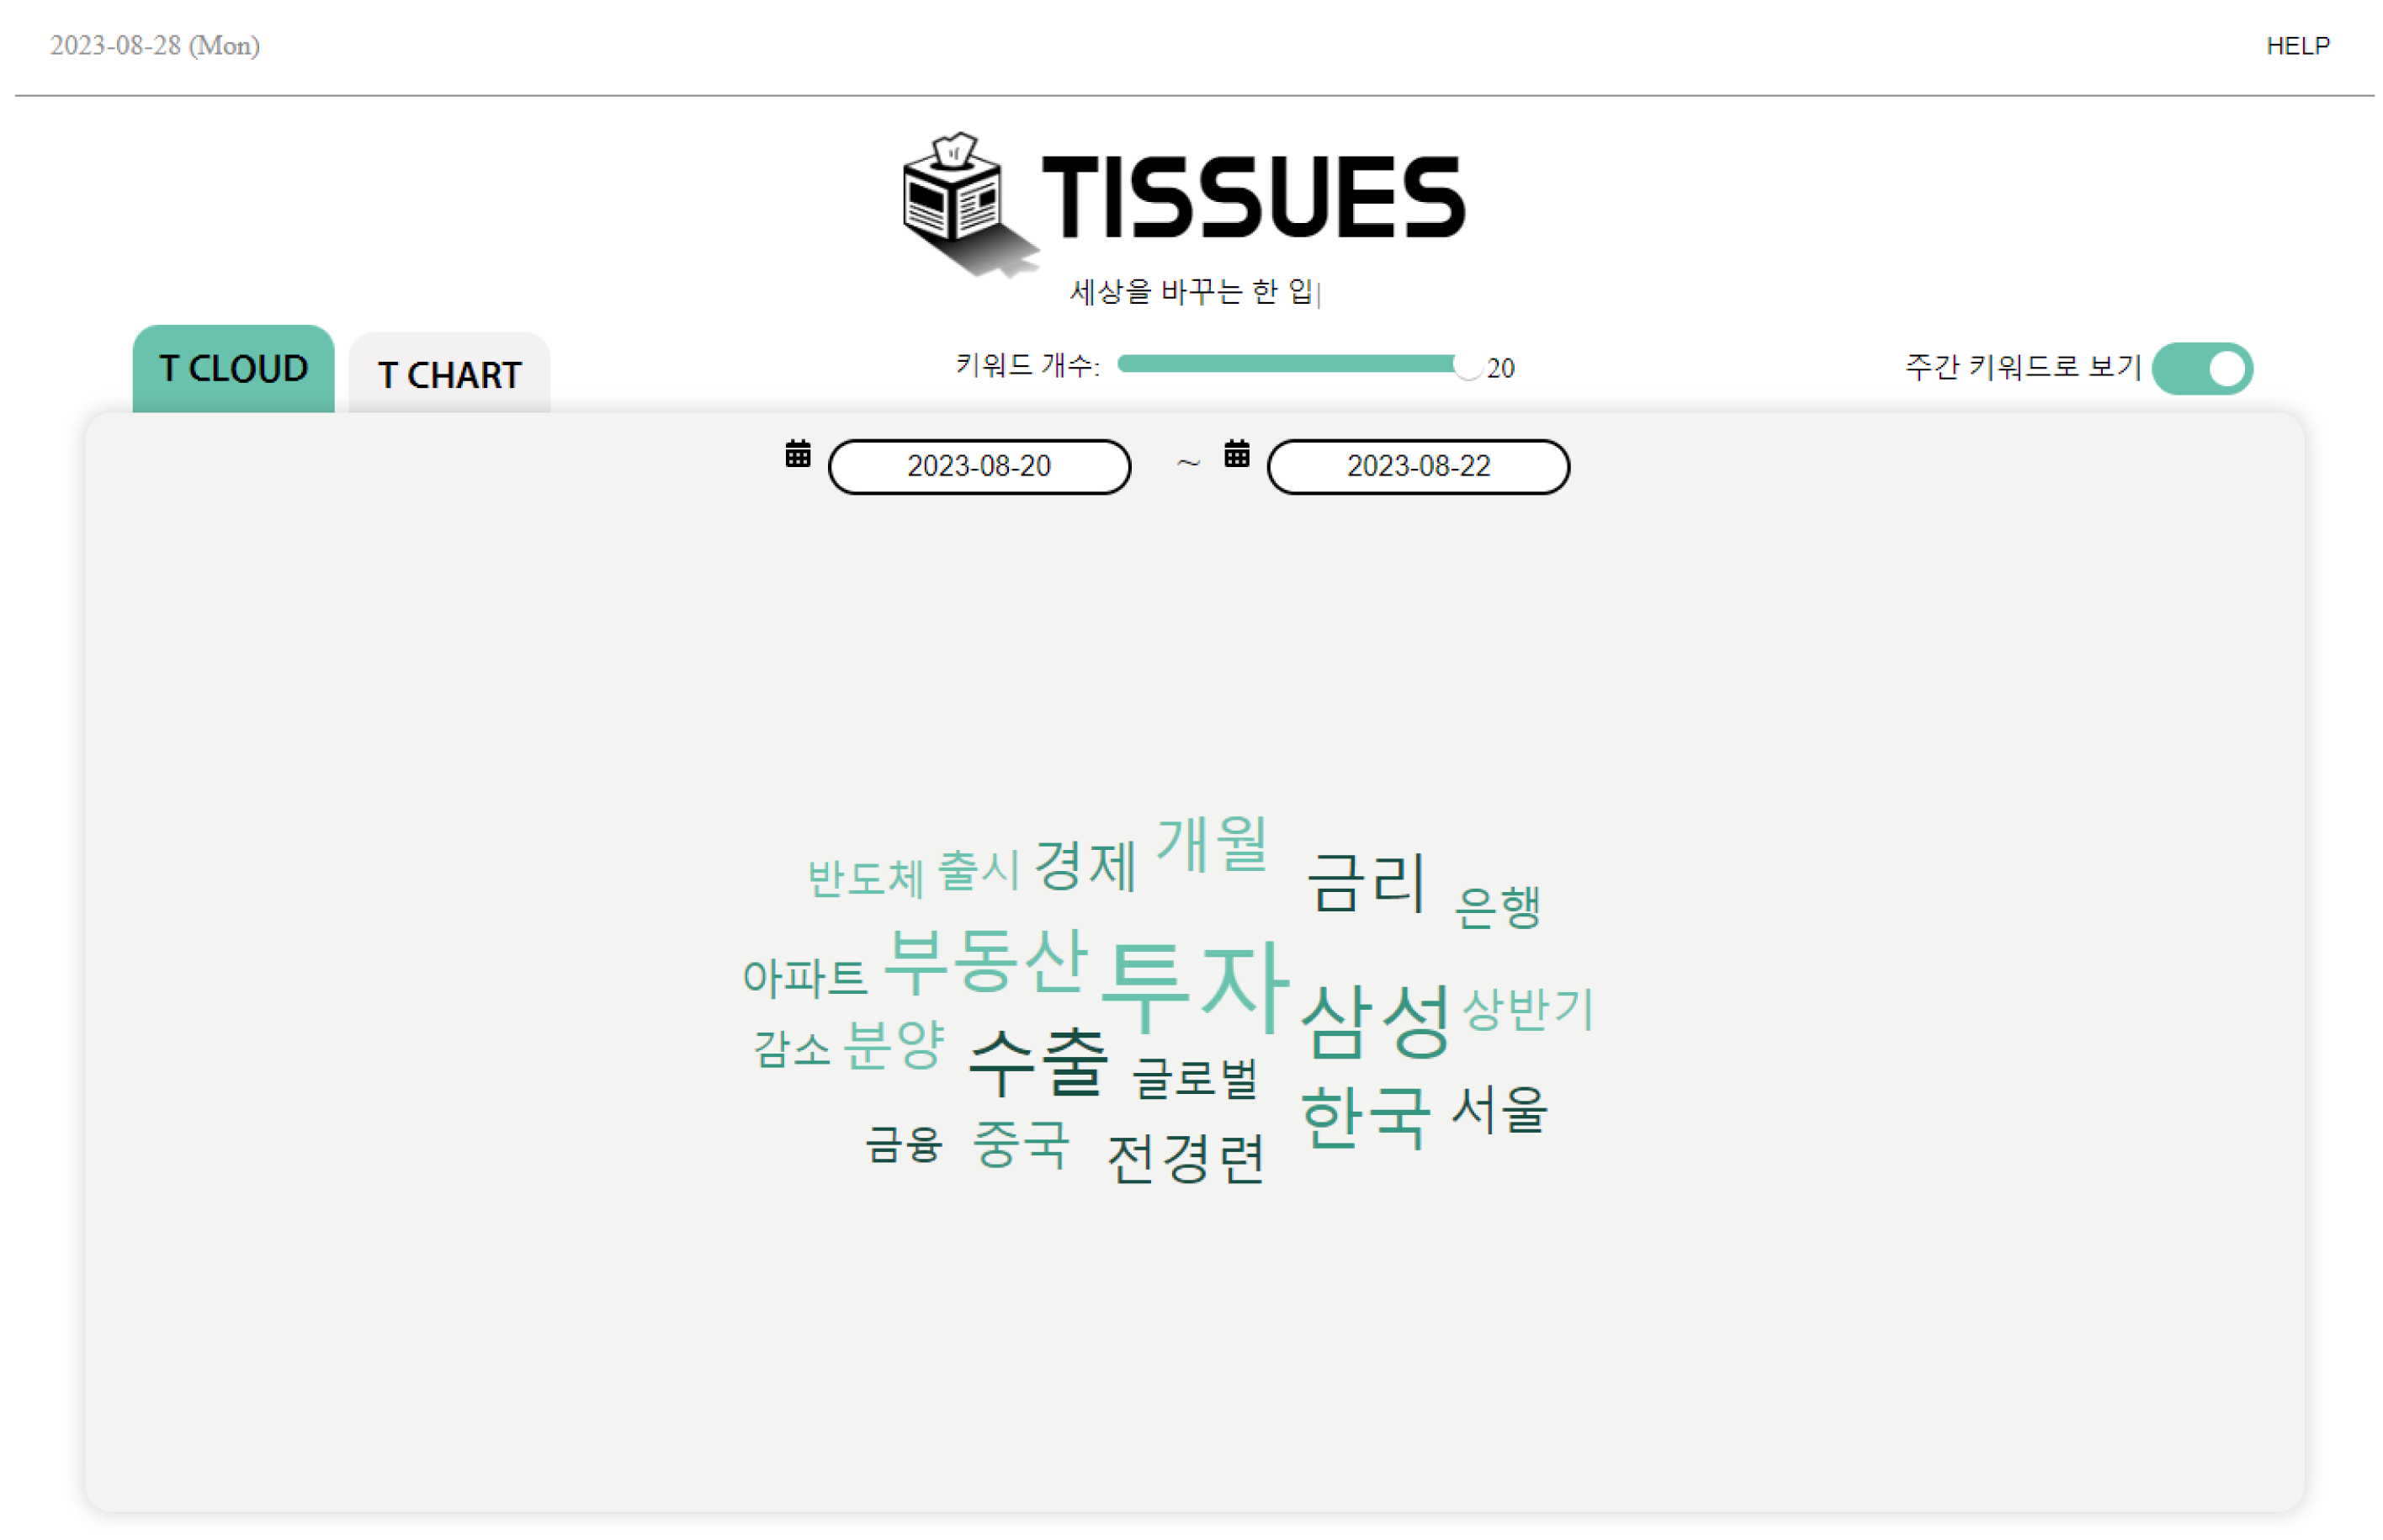 2023-08-28 (Mon)
HELP
TISSUES
세상을 바꾸는 한 입|
T CLOUD
T CHART
키워드 개수: 20
주간 키워드로 보기
2023-08-20 ~ 2023-08-22
반도체 출시 경제 개월 금리 은행
아파트 부동산 투자 삼성 상반기
감소 분양 수출 글로벌 한국 서울
금융 중국 전경련